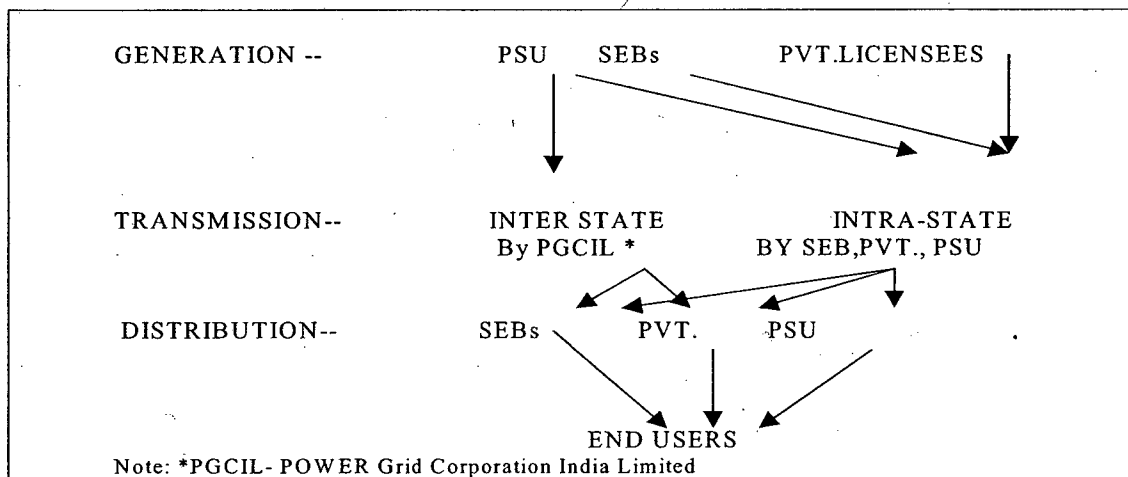 GENERATION -- PSU SEBs PVT.LICENSEES
TRANSMISSION-- INTER STATE INTRA-STATE
By PGCIL * BY SEB,PVT., PSU
DISTRIBUTION-- SEBs PVT. PSU
END USERS
Note: *PGCIL- POWER Grid Corporation India Limited